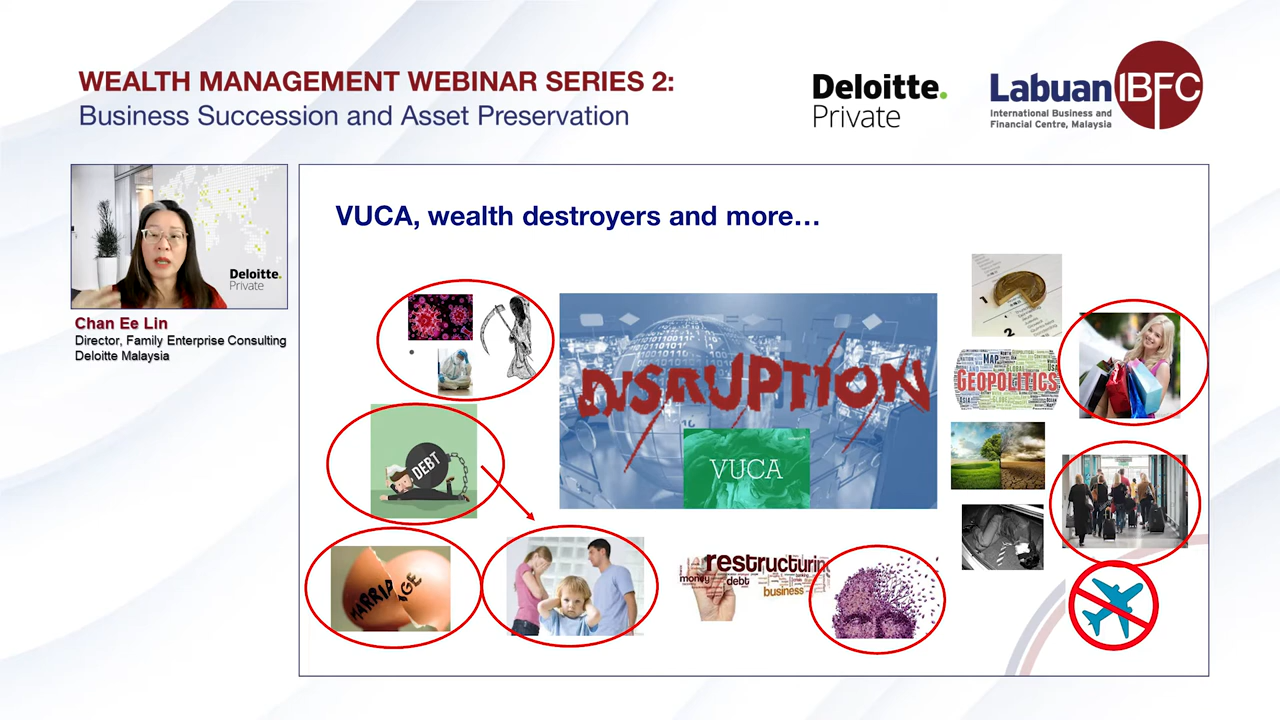 WEALTH MANAGEMENT WEBINAR SERIES 2:
Business Succession and Asset Preservation
Deloitte.
Private
Labuan IBFC
International Business and
Financial Centre, Malaysia
Deloitte.
Private
Chan Ee Lin
Director, Family Enterprise Consulting
Deloitte Malaysia
VUCA, wealth destroyers and more…
DISRUPTION
VUCA
DEBT
MARRIAGE
restructuring
money
debt
business
1
2
MAP
GLOBAL
GEOPOLITICS